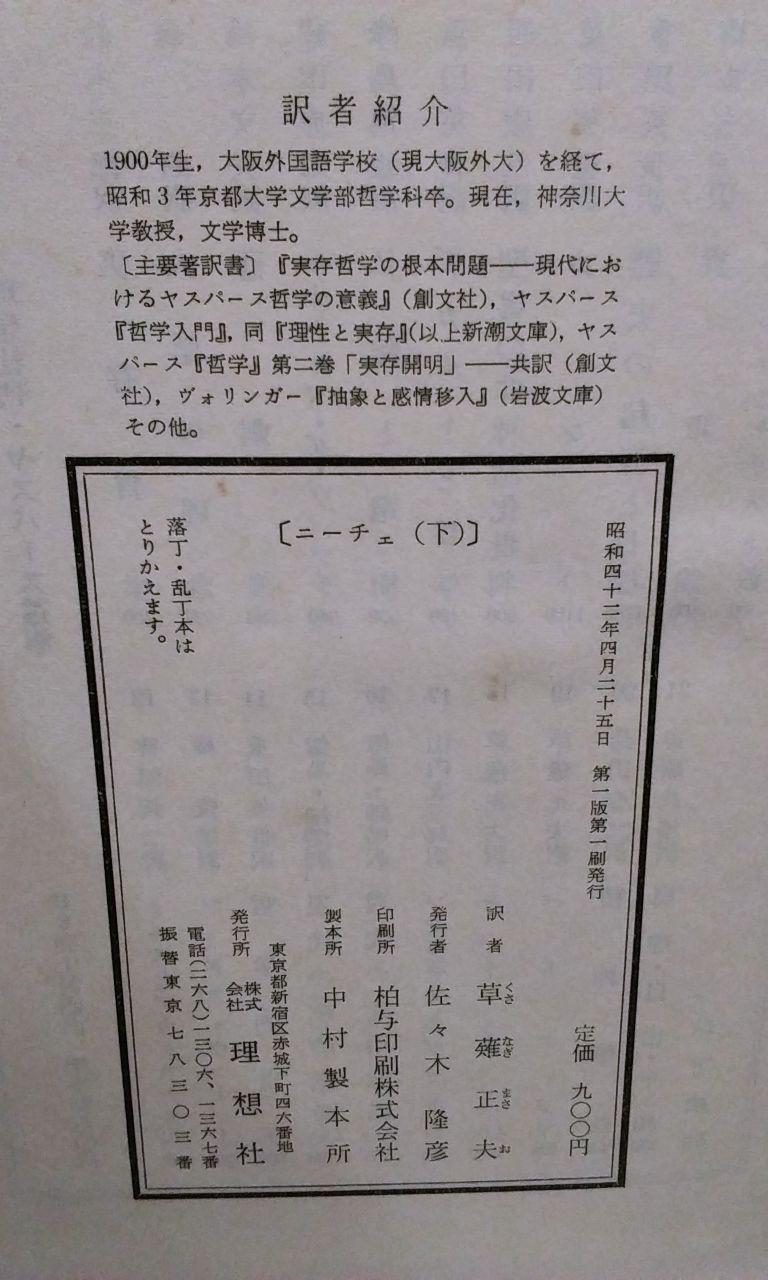 訳者紹介
1900年生，大阪外国語学校（現大阪外大）を経て，
昭和3年京都大学文学部哲学科卒。現在，神奈川大
学教授，文学博士。
〔主要著訳書〕『実存哲学の根本問題——現代にお
けるヤスパース哲学の意義』（創文社），ヤスパース
『哲学入門』，同『理性と実存』（以上新潮文庫），ヤス
パース『哲学』第二巻「実存開明」——共訳（創文
社），ヴォリンガー『抽象と感情移入』（岩波文庫）
その他。
昭和四十二年四月二十五日　第一版第一刷発行
定価　九〇〇円
〔ニーチェ（下）〕
訳者　草薙正夫
くさ　なぎ　まさ　お
発行者　佐々木隆彦
印刷所　柏与印刷株式会社
製本所　中村製本所
東京都新宿区赤城下町四六番地
発行所　株式会社　理想社
電話（二六八）一三〇六、一三六七番
振替東京七八三〇三番
落丁・乱丁本は
とりかえます。